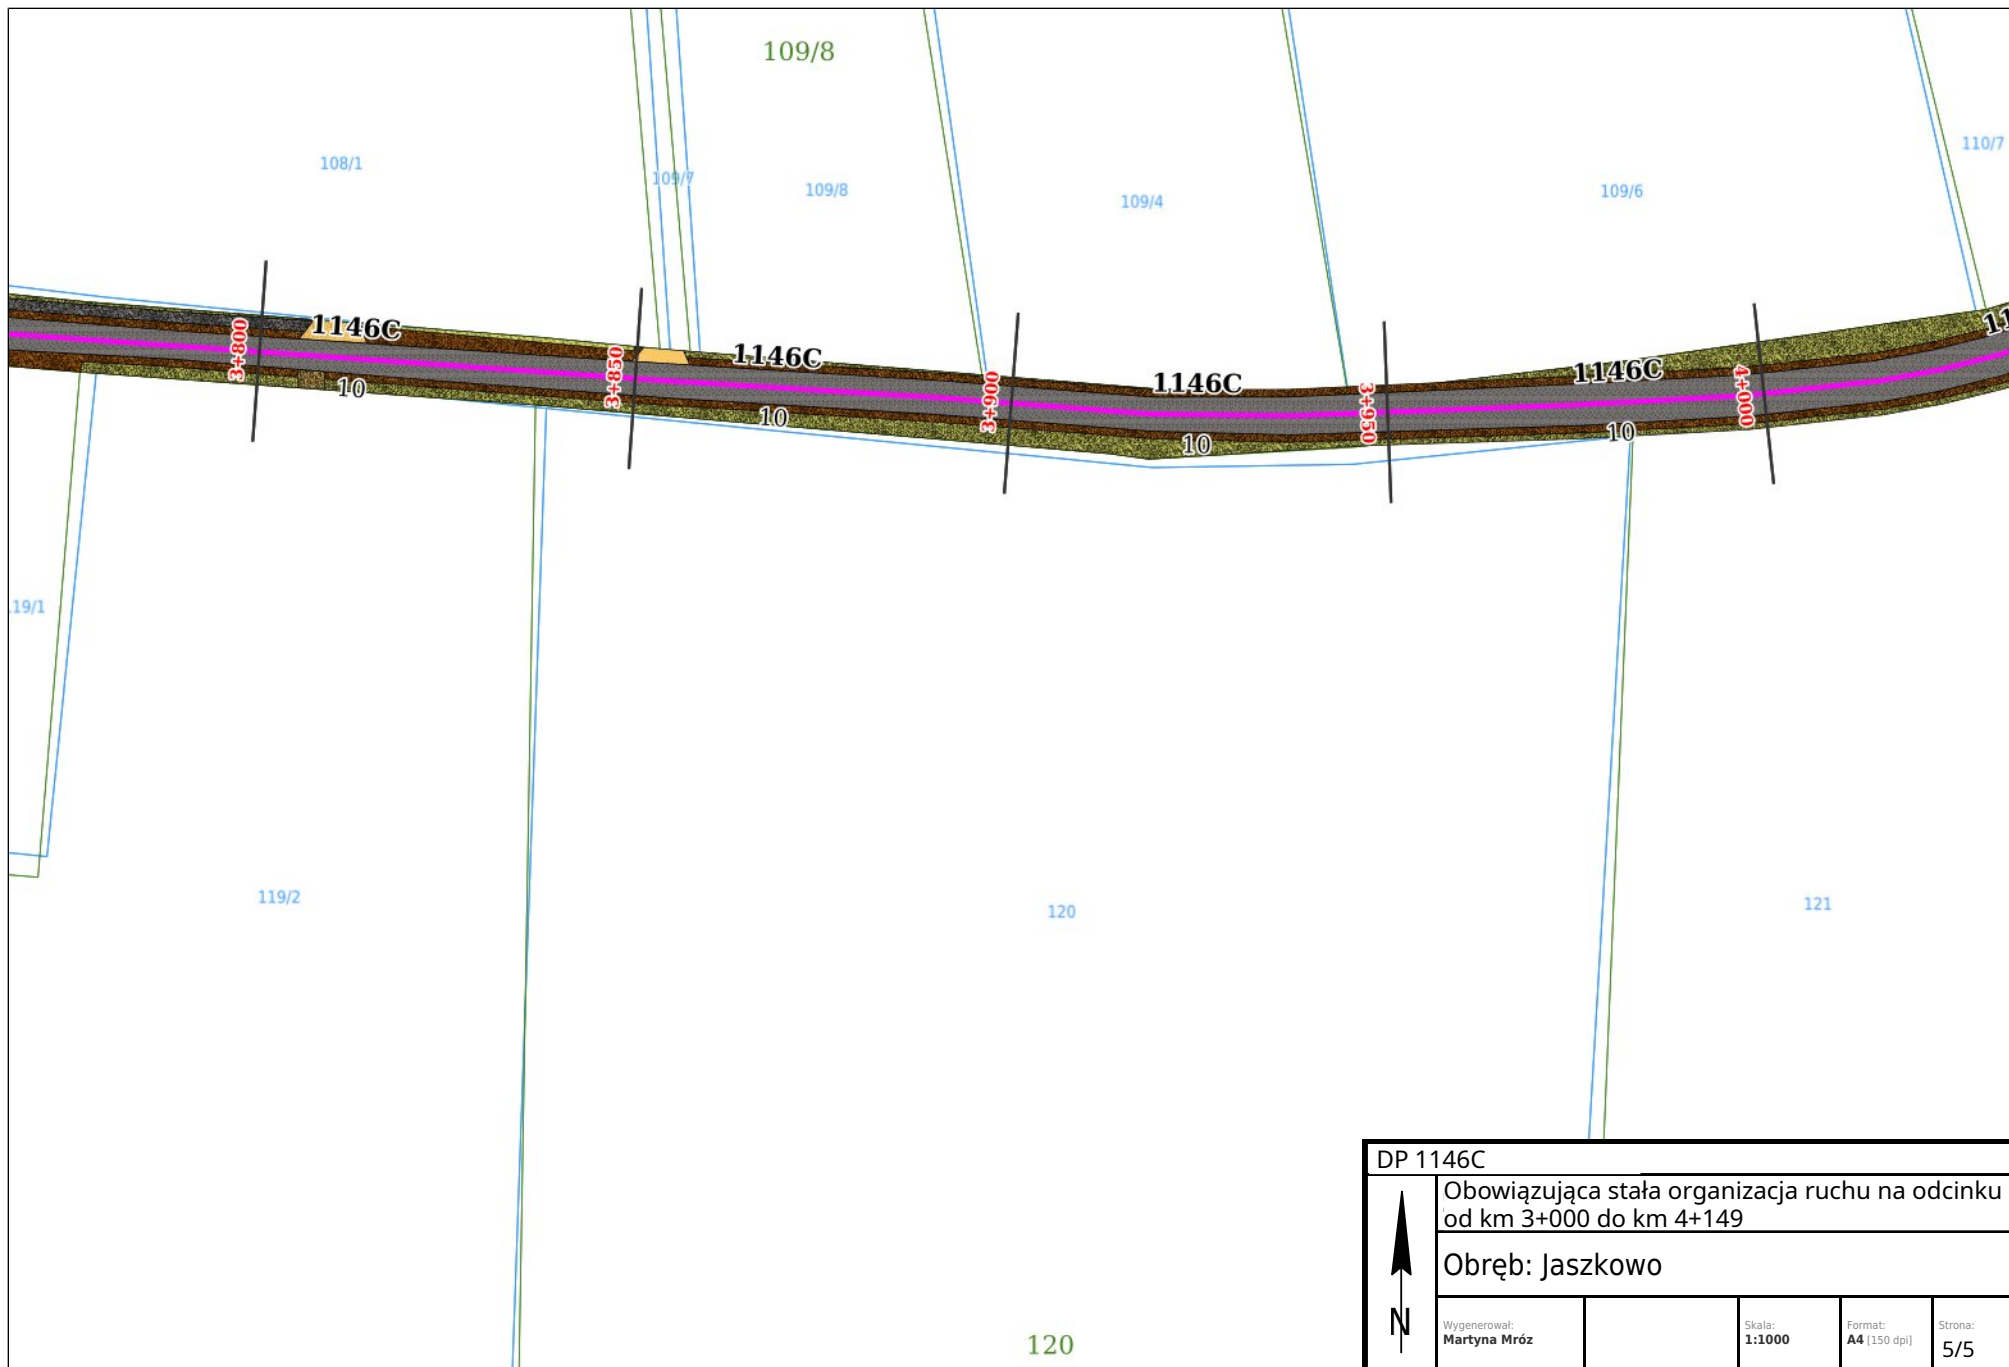 109/8
110/7
108/1
109/7
109/8
109/4
109/6
1146C
1146C
1146C
1146C
11
3+800
3+850
3+900
3+950
4+000
10
10
10
10
19/1
119/2
120
121
120
DP 1146C
Obowiązująca stała organizacja ruchu na odcinku
od km 3+000 do km 4+149
Obręb: Jaszkowo
N
Wygenerował:
Martyna Mróz
Skala:
1:1000
Format:
A4 [150 dpi]
Strona:
5/5